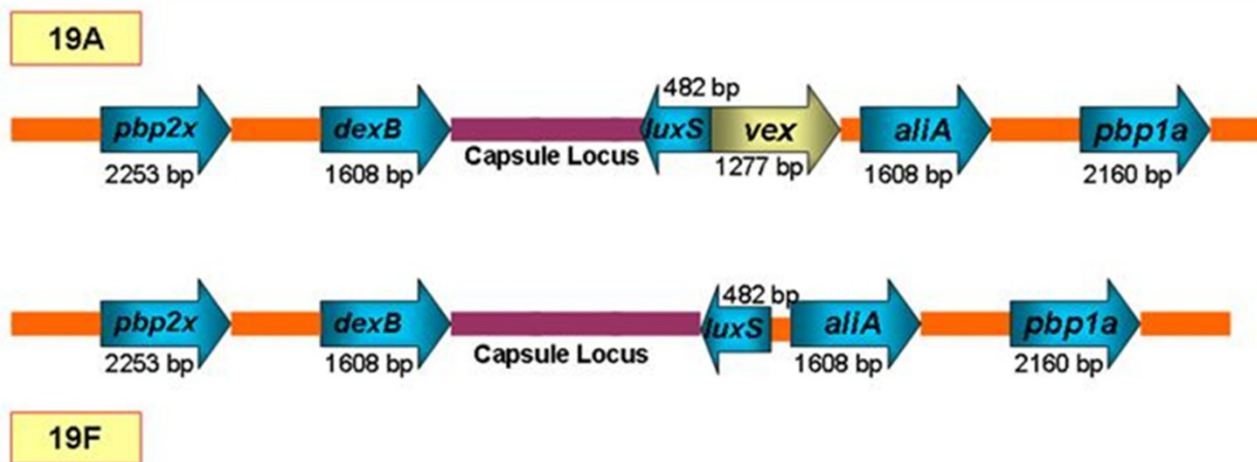 19A
482 bp
pbp2x dexB luxS vex aliA pbp1a
Capsule Locus
2253 bp 1608 bp 1277 bp 1608 bp 2160 bp
482 bp
pbp2x dexB luxS aliA pbp1a
Capsule Locus
2253 bp 1608 bp 1608 bp 2160 bp
19F